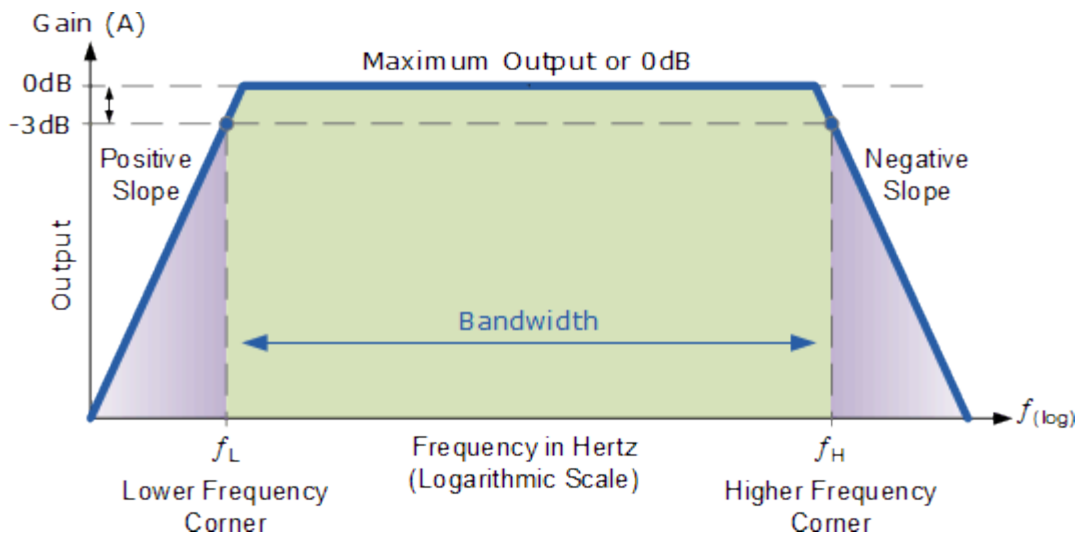 Gain (A)
Maximum Output or 0dB
0dB
-3dB
Positive
Slope
Negative
Slope
Output
Bandwidth
f(log)
fL
Frequency in Hertz
(Logarithmic Scale)
fH
Lower Frequency
Corner
Higher Frequency
Corner